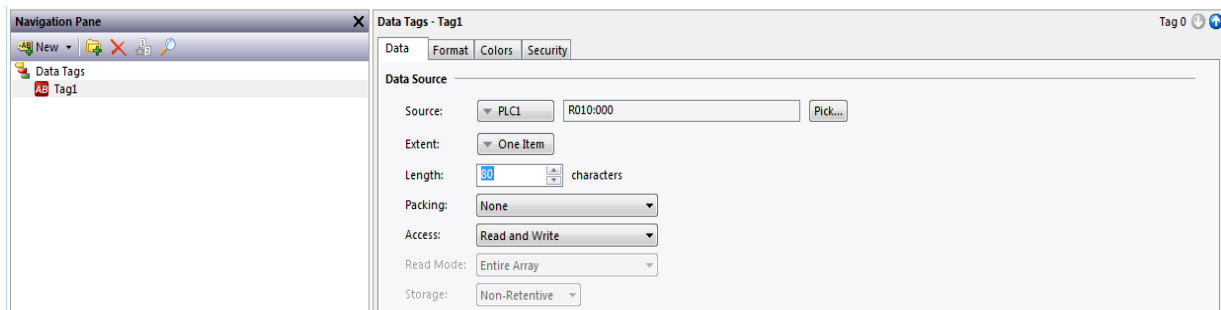 Navigation Pane
X
New
Data Tags
AB Tag1
Data Tags - Tag1
Tag 0
Data Format Colors Security
Data Source
Source: PLC1 R010:000 Pick...
Extent: One Item
Length: 80 characters
Packing: None
Access: Read and Write
Read Mode: Entire Array
Storage: Non-Retentive